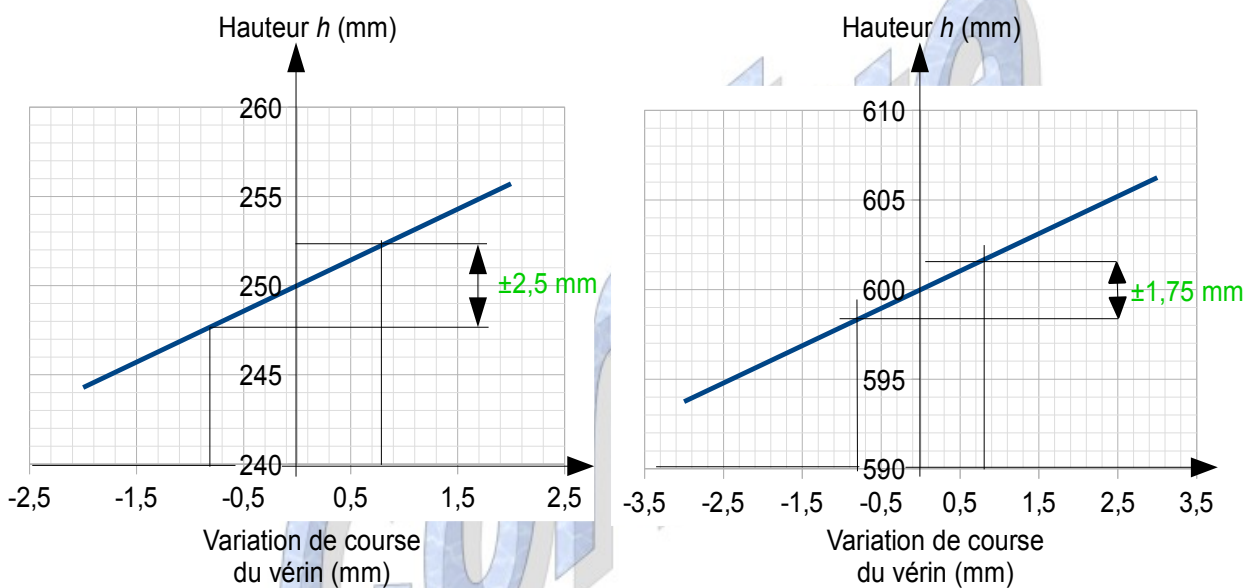 Hauteur h (mm)
260
255
250
245
240
±2,5 mm
-2,5 -1,5 -0,5 0,5 1,5 2,5
Variation de course
du vérin (mm)
Hauteur h (mm)
610
605
600
595
590
±1,75 mm
-3,5 -2,5 -1,5 -0,5 0,5 1,5 2,5 3,5
Variation de course
du vérin (mm)